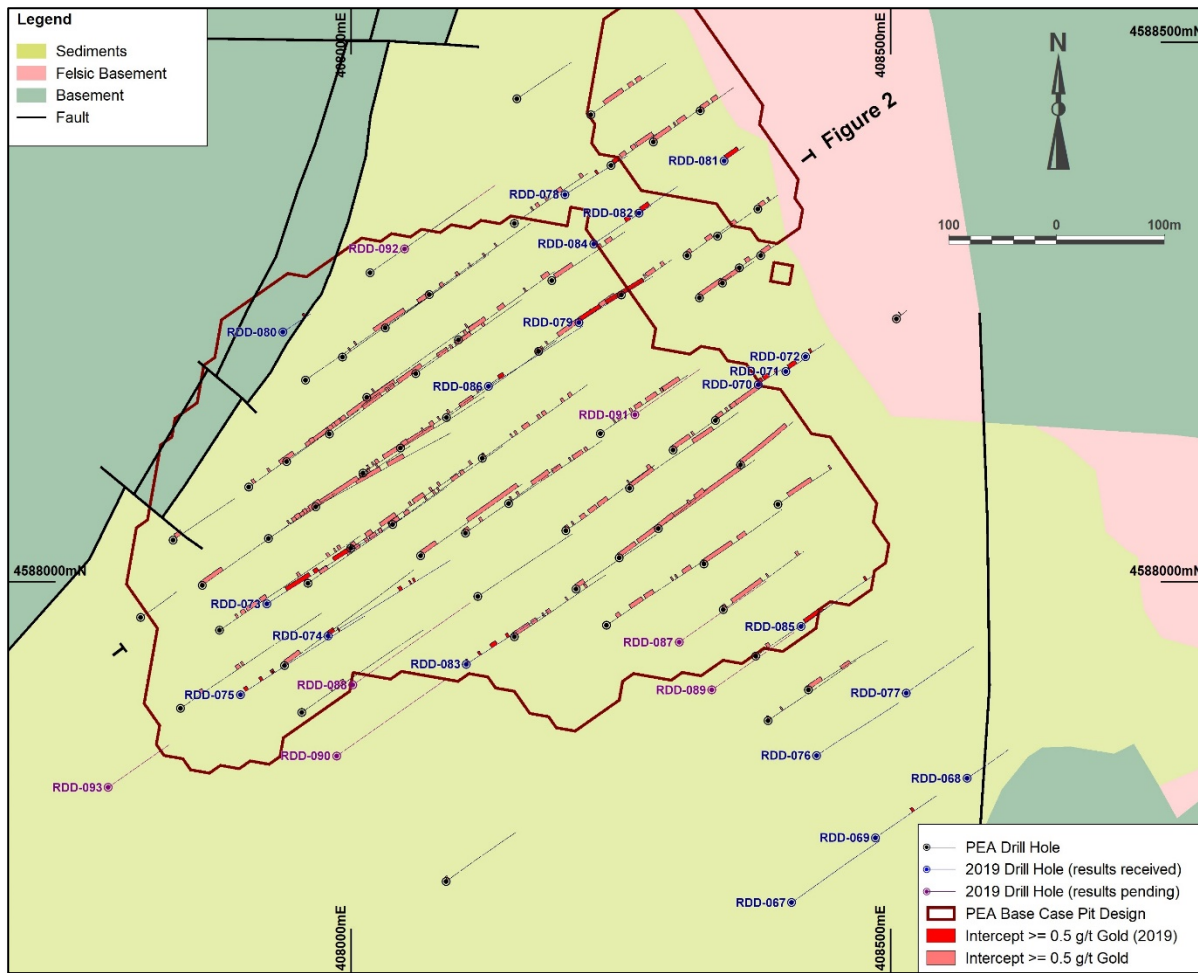 Legend
Sediments
Felsic Basement
Basement
Fault
408000mE
408500mE
4588500mN
N
T Figure 2
RDD-081
RDD-078
RDD-082
RDD-084
RDD-092
100 0 100m
RDD-080
RDD-079
RDD-072
RDD-071
RDD-070
RDD-086
RDD-091
4588000mN
4588000mN
RDD-073
RDD-074
RDD-085
RDD-087
T
RDD-083
RDD-088
RDD-075
RDD-089
RDD-077
RDD-090
RDD-076
RDD-093
RDD-068
RDD-069
RDD-067
408000mE
408500mE
PEA Drill Hole
2019 Drill Hole (results received)
2019 Drill Hole (results pending)
PEA Base Case Pit Design
Intercept >= 0.5 g/t Gold (2019)
Intercept >= 0.5 g/t Gold